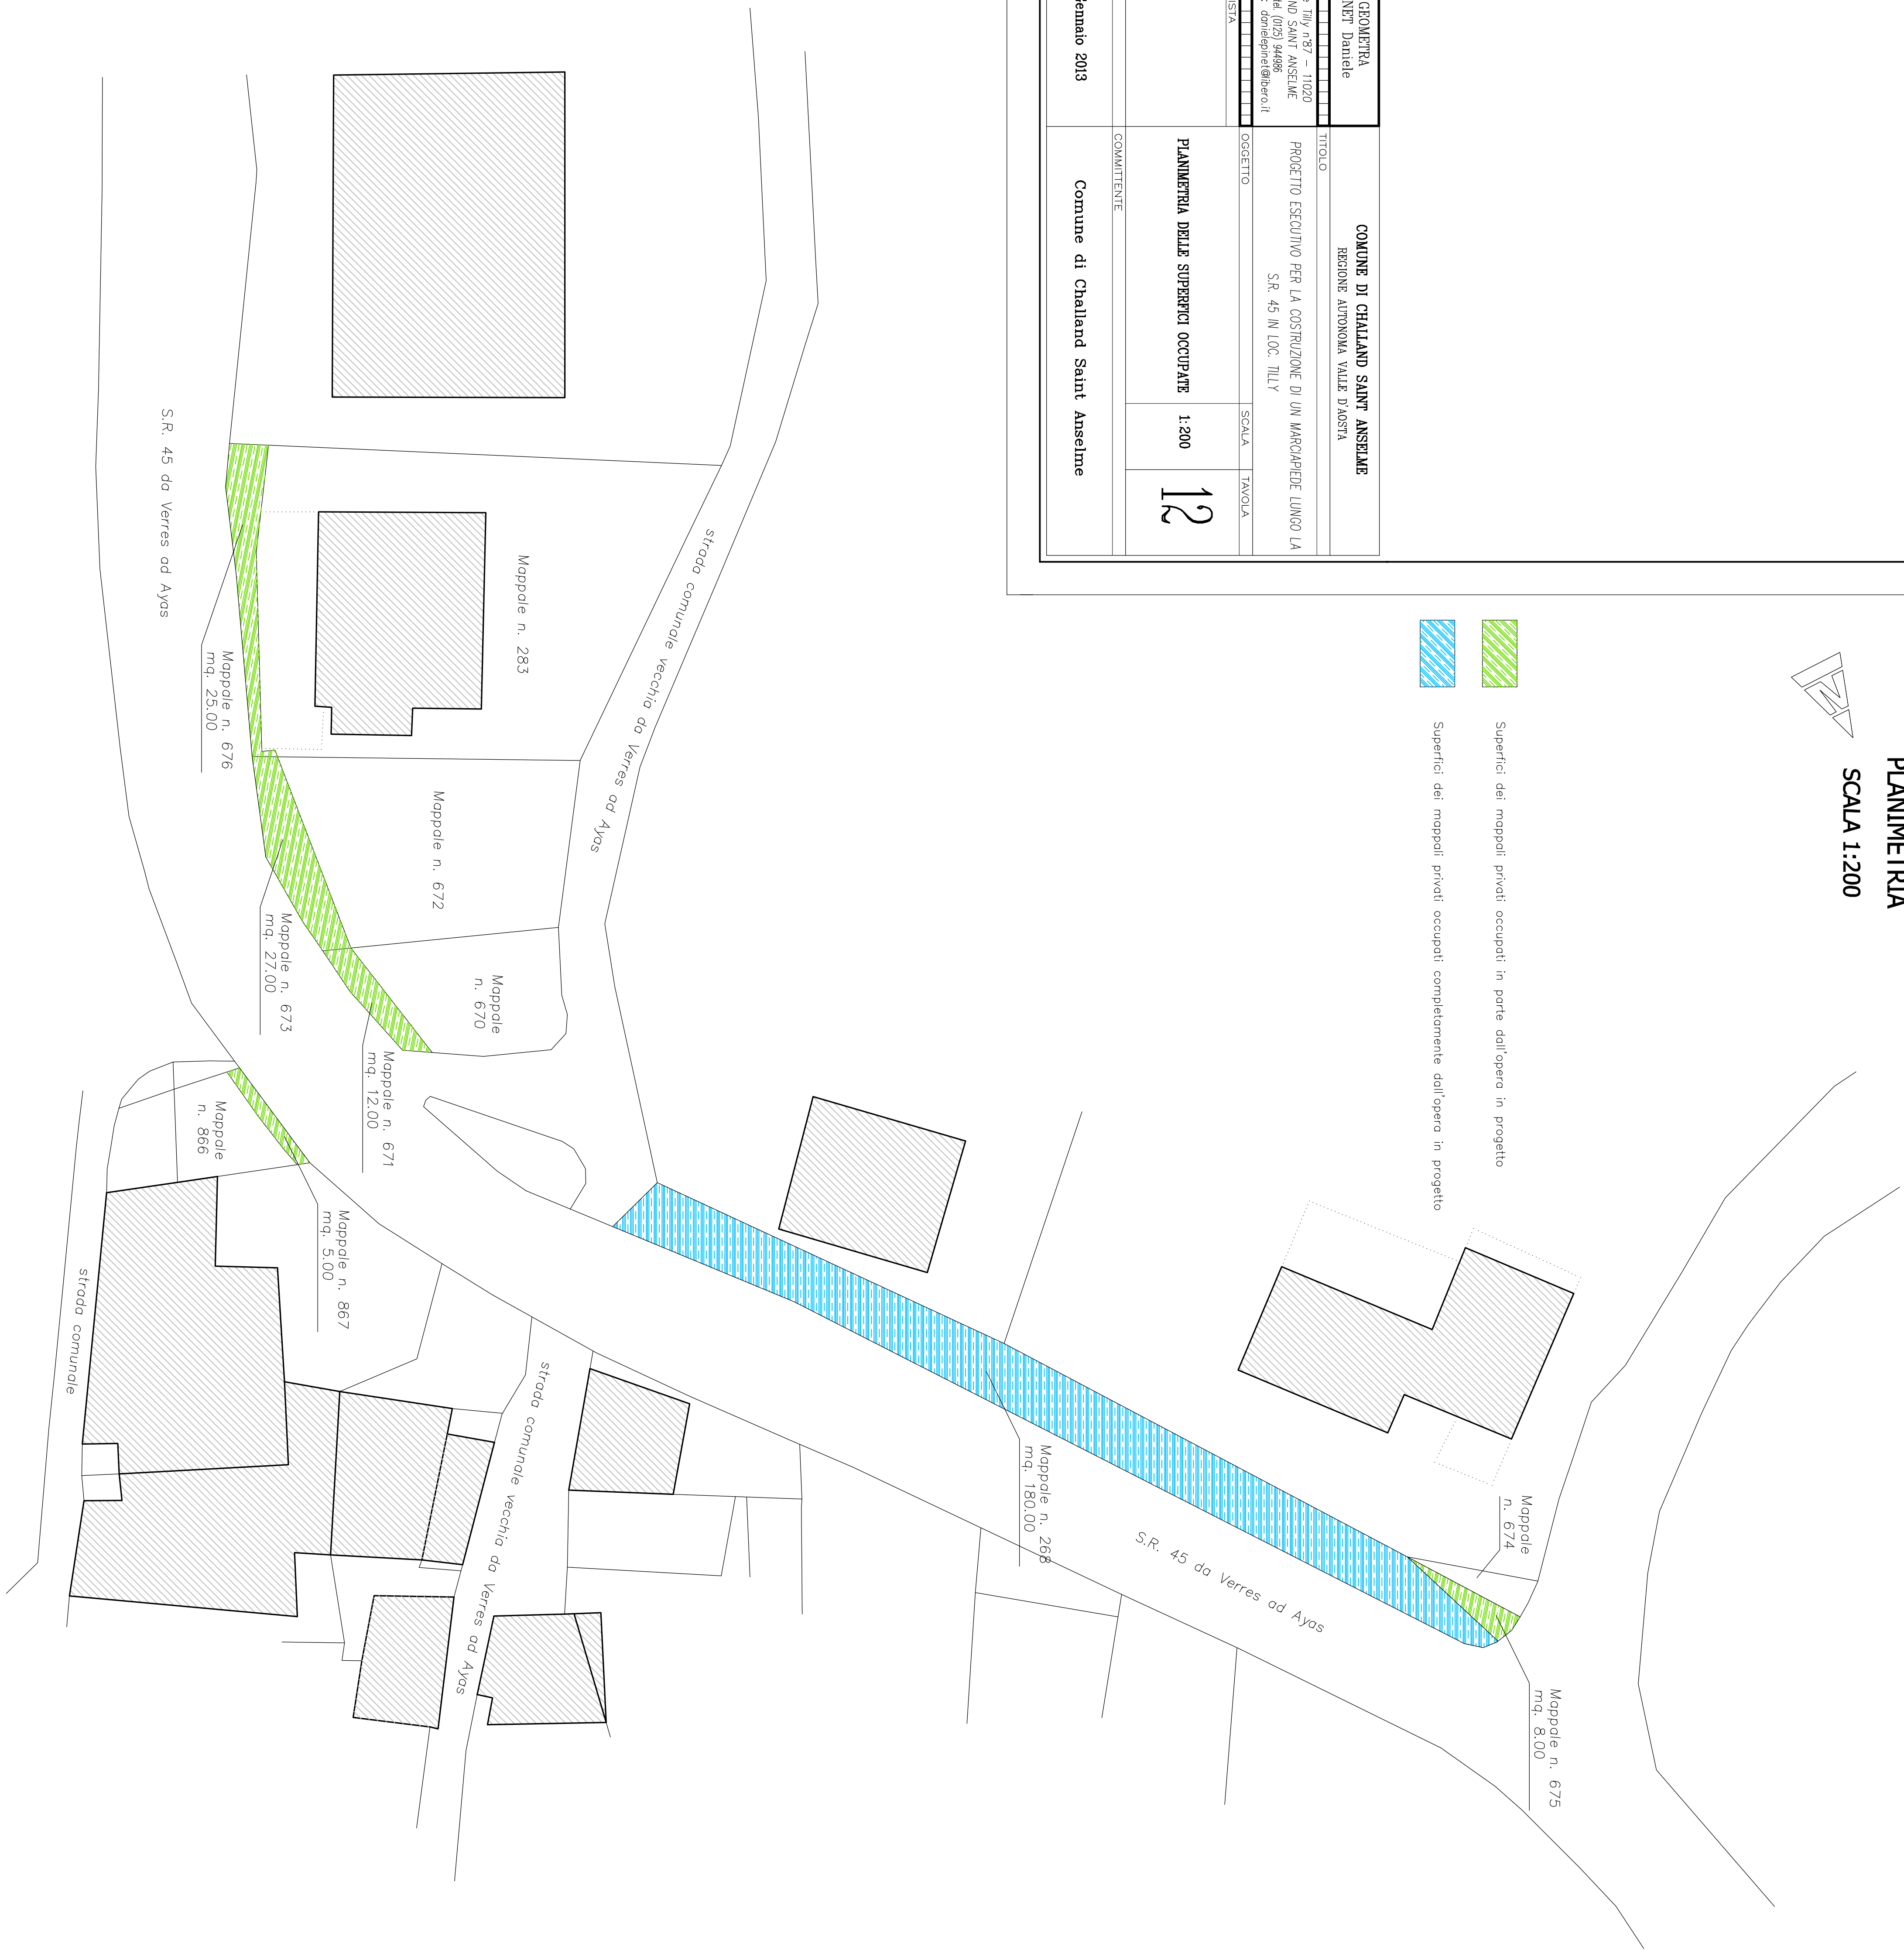 PLANIMETRIA
SCALA 1:200
Superfici dei mappali privati occupati in parte dall'opera in progetto
Superfici dei mappali privati occupati completamente dall'opera in progetto
GEOMETRA
Daniele
Tilly n°87 - 11020
SAINT ANSELME
tel. (0125) 944986
danielepinet@libero.it
Gennaio 2013
COMUNE DI CHALLAND SAINT ANSELME
REGIONE AUTONOMA VALLE D'AOSTA
TITOLO
PROGETTO ESECUTIVO PER LA COSTRUZIONE DI UN MARCIAPIEDE LUNGO LA
S.R. 45 IN LOC. TILLY
OGGETTO
SCALA
TAVOLA
PLANIMETRIA DELLE SUPERFICI OCCUPATE
1:200
12
COMMITTENTE
Comune di Challand Saint Anselme
Mappale
n. 674
Mappale n. 675
mq. 8.00
S.R. 45 da Verres ad Ayas
Mappale n. 268
mq. 180.00
strada comunale vecchia da Verres ad Ayas
Mappale n. 283
Mappale
n. 670
Mappale n. 672
Mappale n. 671
mq. 12.00
Mappale n. 673
mq. 27.00
Mappale n. 676
mq. 25.00
S.R. 45 da Verres ad Ayas
Mappale n. 867
mq. 5.00
Mappale
n. 866
strada comunale vecchia da Verres ad Ayas
strada comunale